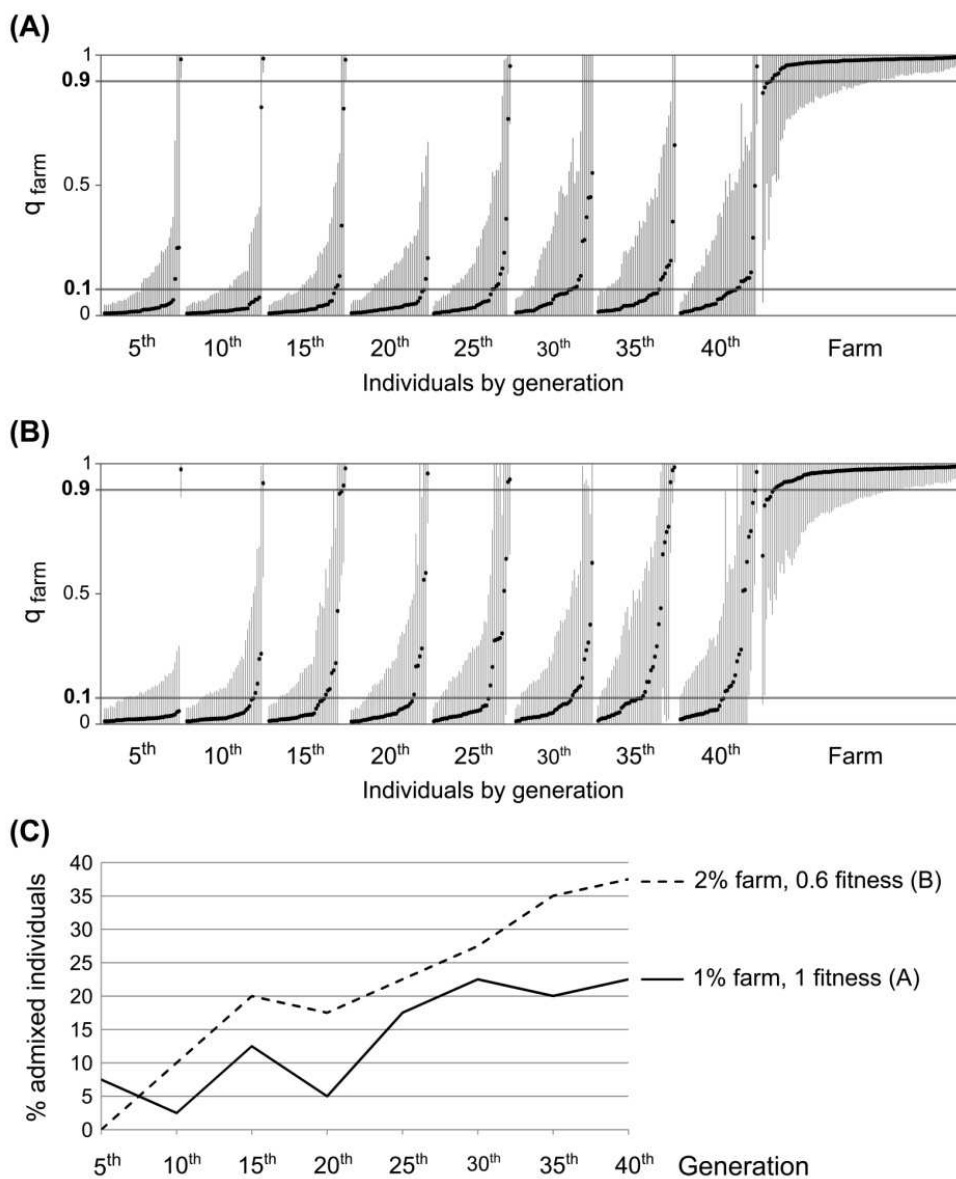 (A)
1
0.9
0.5
0.1
0
q farm
5th 10th 15th 20th 25th 30th 35th 40th Farm
Individuals by generation
(B)
1
0.9
0.5
0.1
0
q farm
5th 10th 15th 20th 25th 30th 35th 40th Farm
Individuals by generation
(C)
40
35
30
25
20
15
10
5
0
% admixed individuals
2% farm, 0.6 fitness (B)
1% farm, 1 fitness (A)
5th 10th 15th 20th 25th 30th 35th 40th Generation